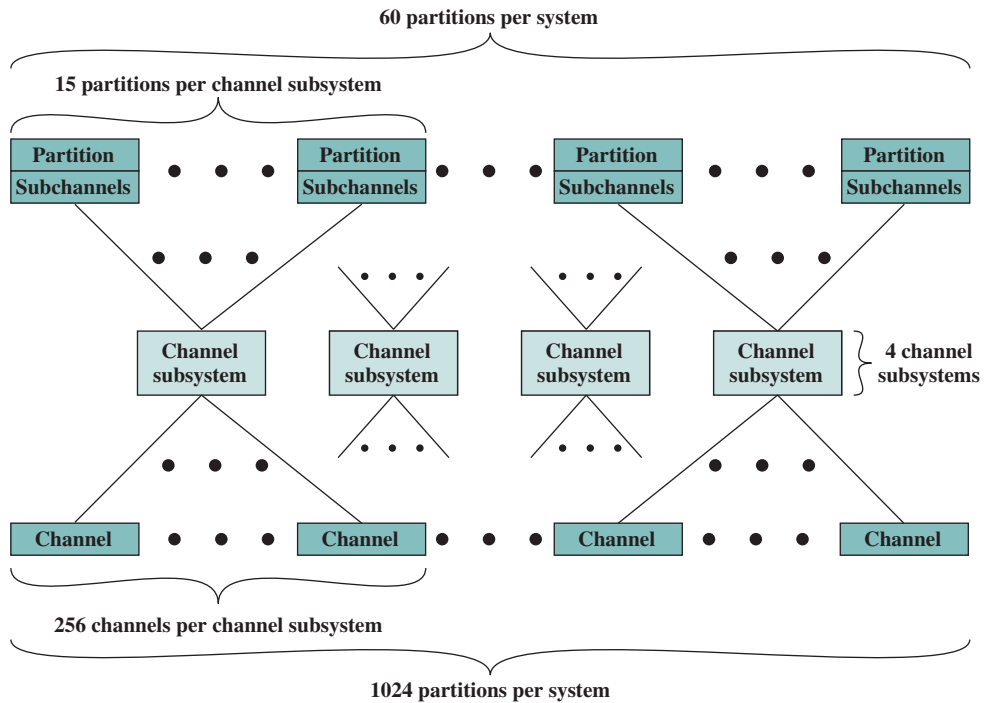 60 partitions per system
15 partitions per channel subsystem
Partition
Subchannels
Partition
Subchannels
Partition
Subchannels
Partition
Subchannels
Channel
subsystem
Channel
subsystem
Channel
subsystem
Channel
subsystem
4 channel
subsystems
Channel
Channel
Channel
Channel
256 channels per channel subsystem
1024 partitions per system